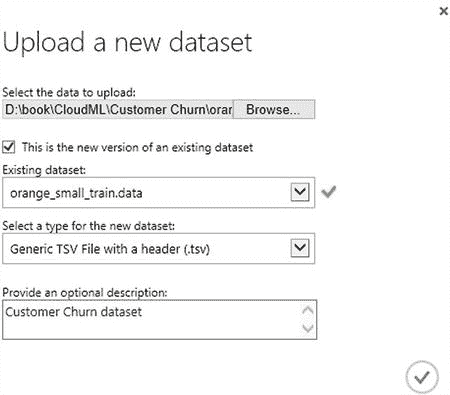 Upload a new dataset
Select the data to upload:
D:\book\CloudML\Customer Churn\orar Browse...
This is the new version of an existing dataset
Existing dataset:
orange_small_train.data
Select a type for the new dataset:
Generic TSV File with a header (.tsv)
Provide an optional description:
Customer Churn dataset